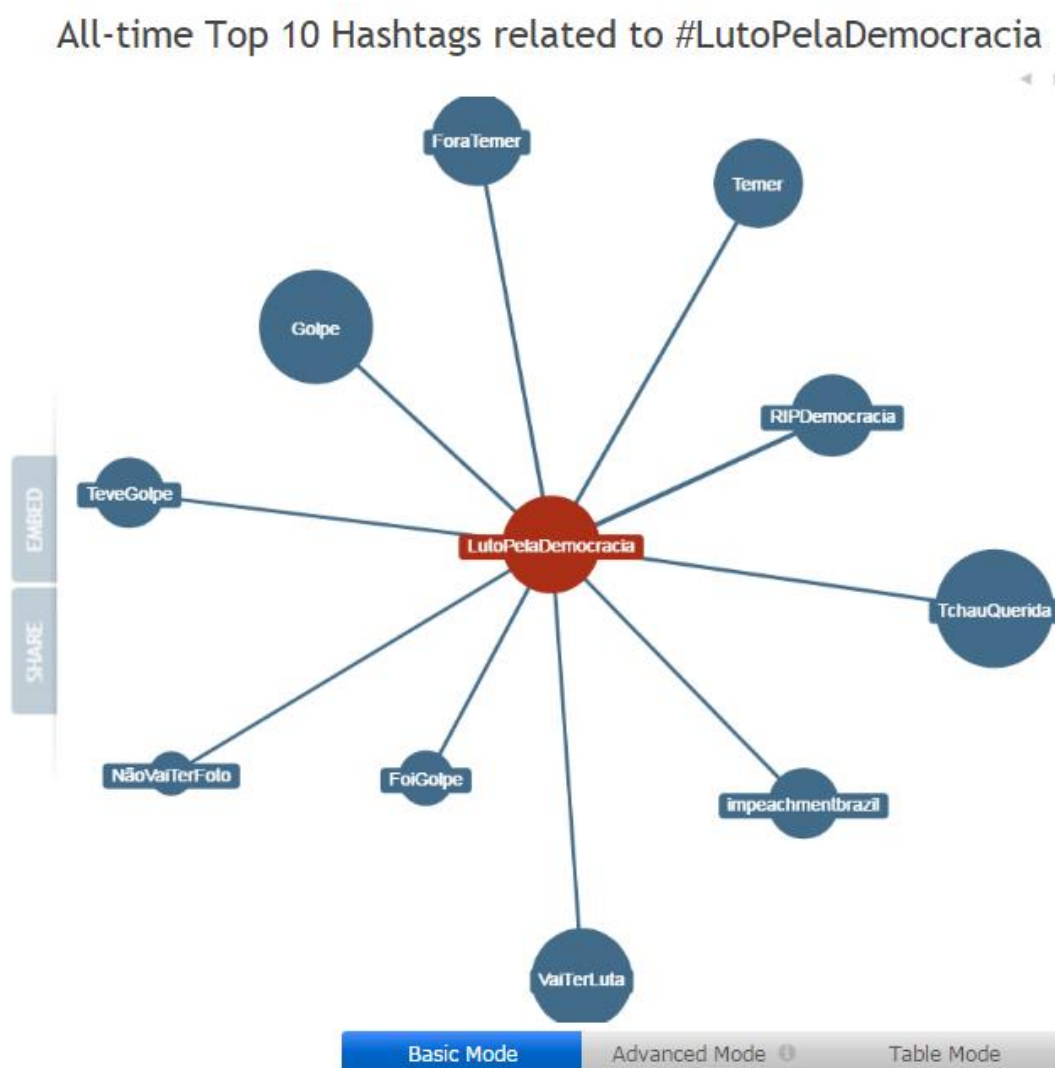 All-time Top 10 Hashtags related to #LutoPelaDemocracia
ForaTemer
Temer
Golpe
RIPDemocracia
TeveGolpe
LutoPelaDemocracia
TchauQuerida
NãoVaiTerFoto
FoiGolpe
impeachmentbrazil
VaiTerLuta
EMBED
SHARE
Basic Mode
Advanced Mode
Table Mode